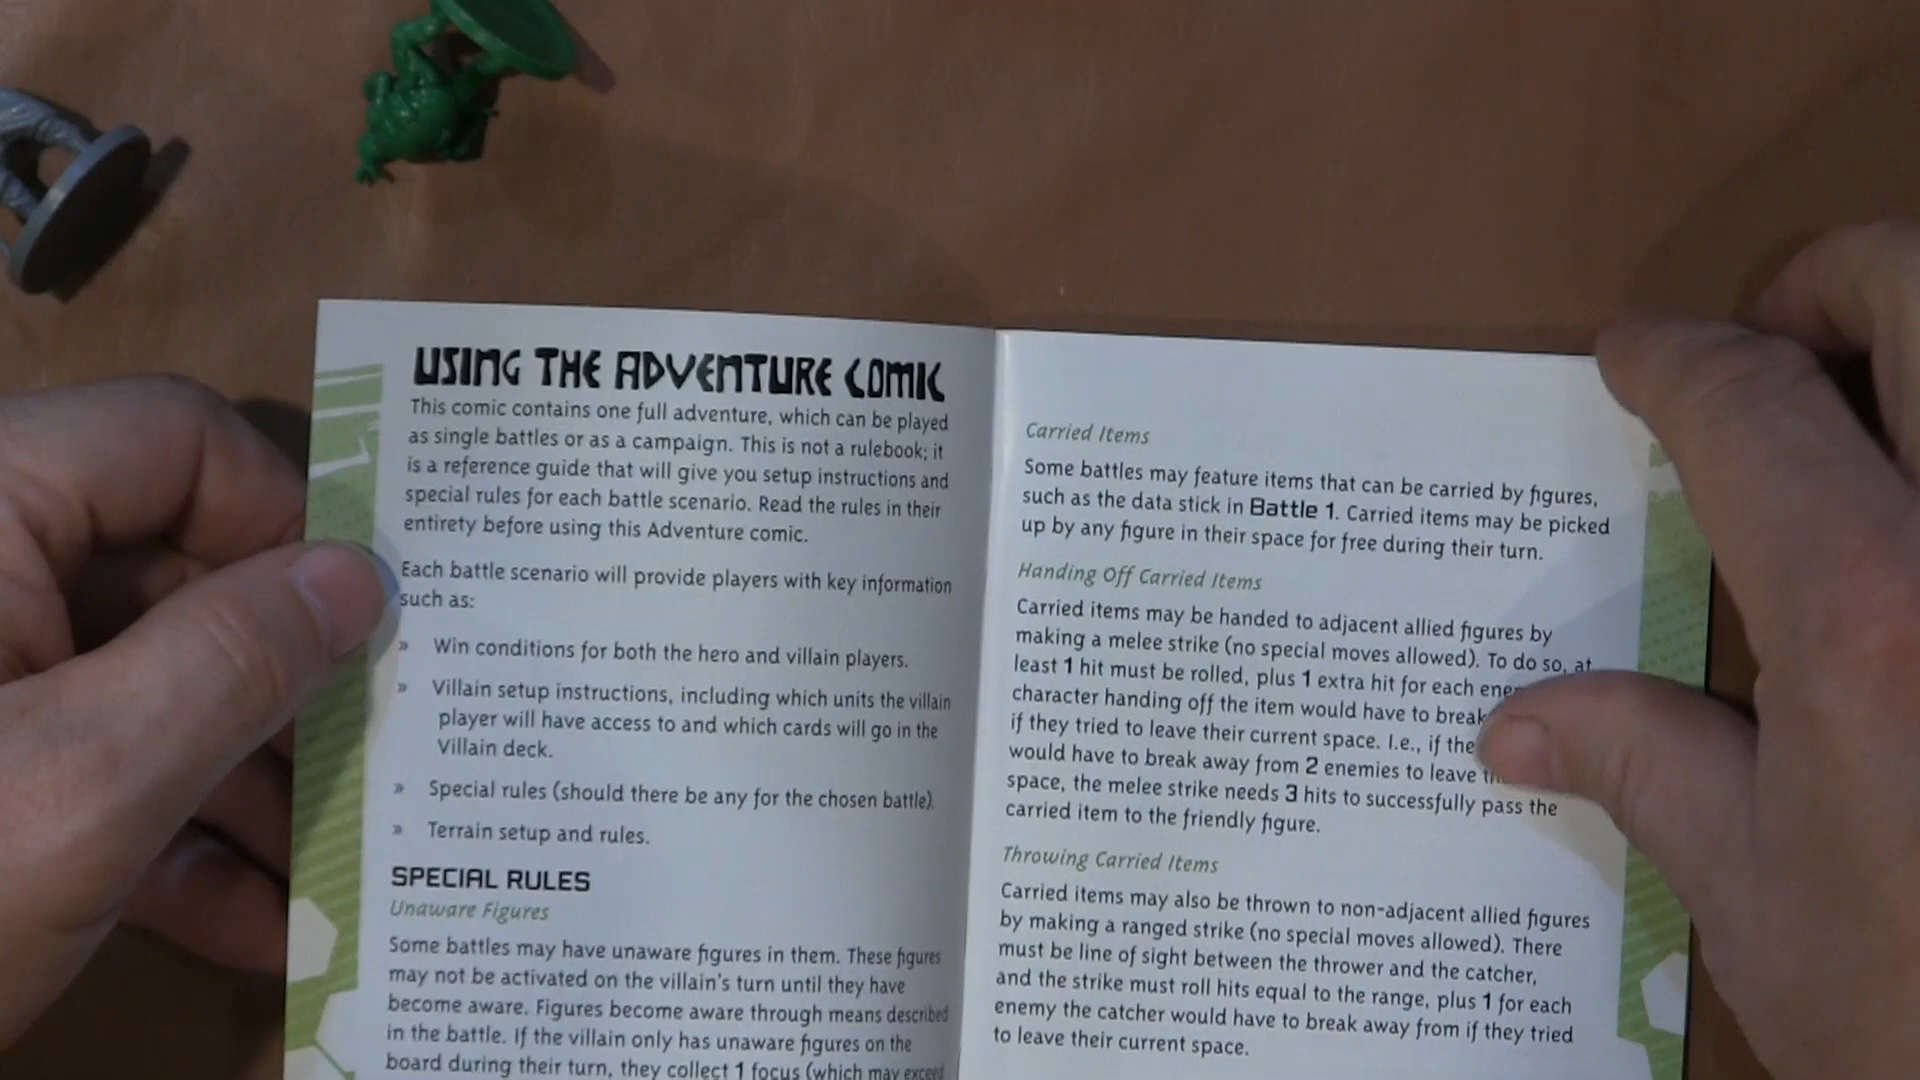 USING THE ADVENTURE COMIC
This comic contains one full adventure, which can be played
as single battles or as a campaign. This is not a rulebook; it
is a reference guide that will give you setup instructions and
special rules for each battle scenario. Read the rules in their
entirety before using this Adventure comic.
Each battle scenario will provide players with key information
such as:
» Win conditions for both the hero and villain players.
» Villain setup instructions, including which units the villain
player will have access to and which cards will go in the
Villain deck.
» Special rules (should there be any for the chosen battle).
» Terrain setup and rules.
SPECIAL RULES
Unaware Figures
Some battles may have unaware figures in them. These figures
may not be activated on the villain's turn until they have
become aware. Figures become aware through means described
in the battle. If the villain only has unaware figures on the
board during their turn, they collect 1 focus (which may exceed
Carried Items
Some battles may feature items that can be carried by figures,
such as the data stick in Battle 1. Carried items may be picked
up by any figure in their space for free during their turn.
Handing Off Carried Items
Carried items may be handed to adjacent allied figures by
making a melee strike (no special moves allowed). To do so, at
least 1 hit must be rolled, plus 1 extra hit for each
character handing off the item would have to break
if they tried to leave their current space. I.e., if the
would have to break away from 2 enemies to leave
space, the melee strike needs 3 hits to successfully pass the
carried item to the friendly figure.
Throwing Carried Items
Carried items may also be thrown to non-adjacent allied figures
by making a ranged strike (no special moves allowed). There
must be line of sight between the thrower and the catcher,
and the strike must roll hits equal to the range, plus 1 for each
enemy the catcher would have to break away from if they tried
to leave their current space.